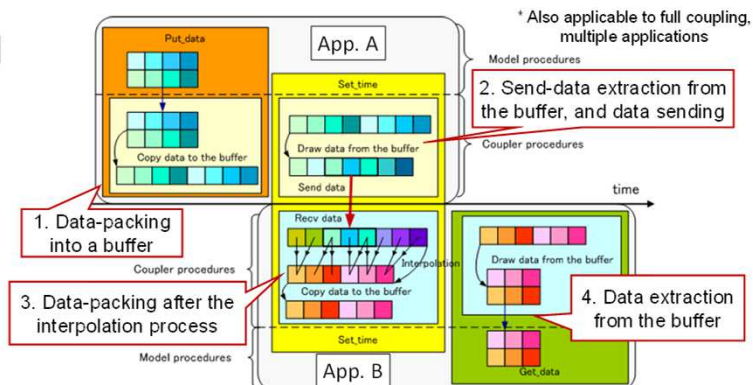 * Also applicable to full coupling,
multiple applications
Put_data
App. A
Model procedures
Set_time
2. Send-data extraction from
the buffer, and data sending
Draw data from the buffer
Coupler procedures
Copy data to the buffer
Send data
time
1. Data-packing
into a buffer
Recv data
Interpolation
Coupler procedures
Draw data from the buffer
Copy data to the buffer
3. Data-packing after the
interpolation process
4. Data extraction
from the buffer
Set_time
Model procedures
App. B
Get_data